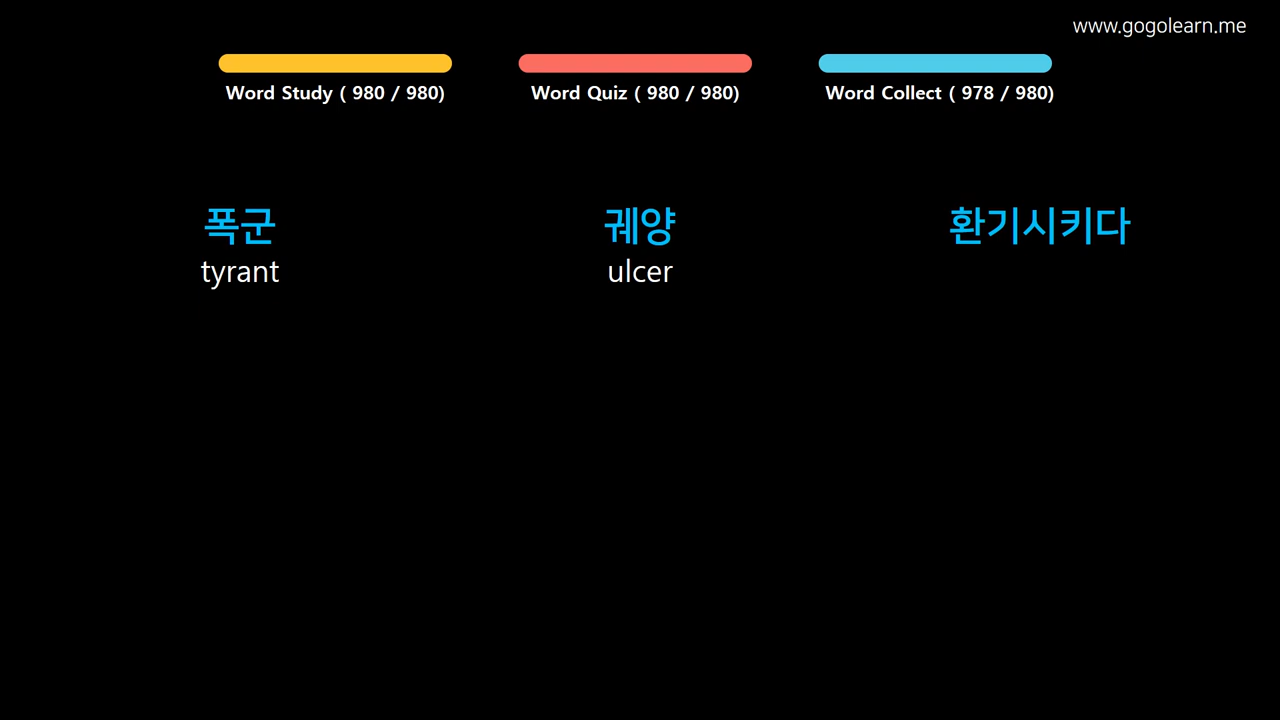 www.gogolearn.me
Word Study ( 980 / 980)
Word Quiz ( 980 / 980)
Word Collect ( 978 / 980)
폭군
tyrant
궤양
ulcer
환기시키다